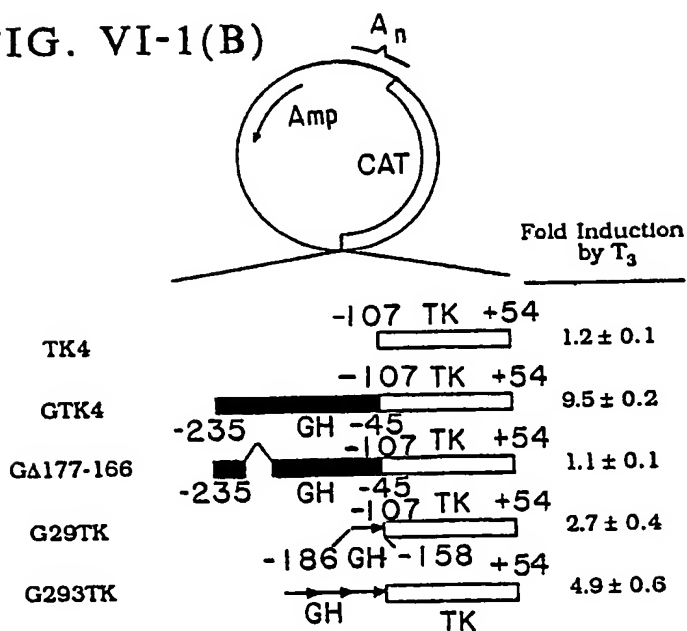 FIG. VI-1(B)
An
Amp
CAT
Fold Induction
by T3
-107 TK +54
TK4
1.2 ± 0.1
-107 TK +54
GTK4
9.5 ± 0.2
-235 GH -45
-107 TK +54
GΔ177-166
1.1 ± 0.1
-235 GH -45
-107 TK +54
G29TK
2.7 ± 0.4
-186 GH -158 +54
G293TK
4.9 ± 0.6
GH TK